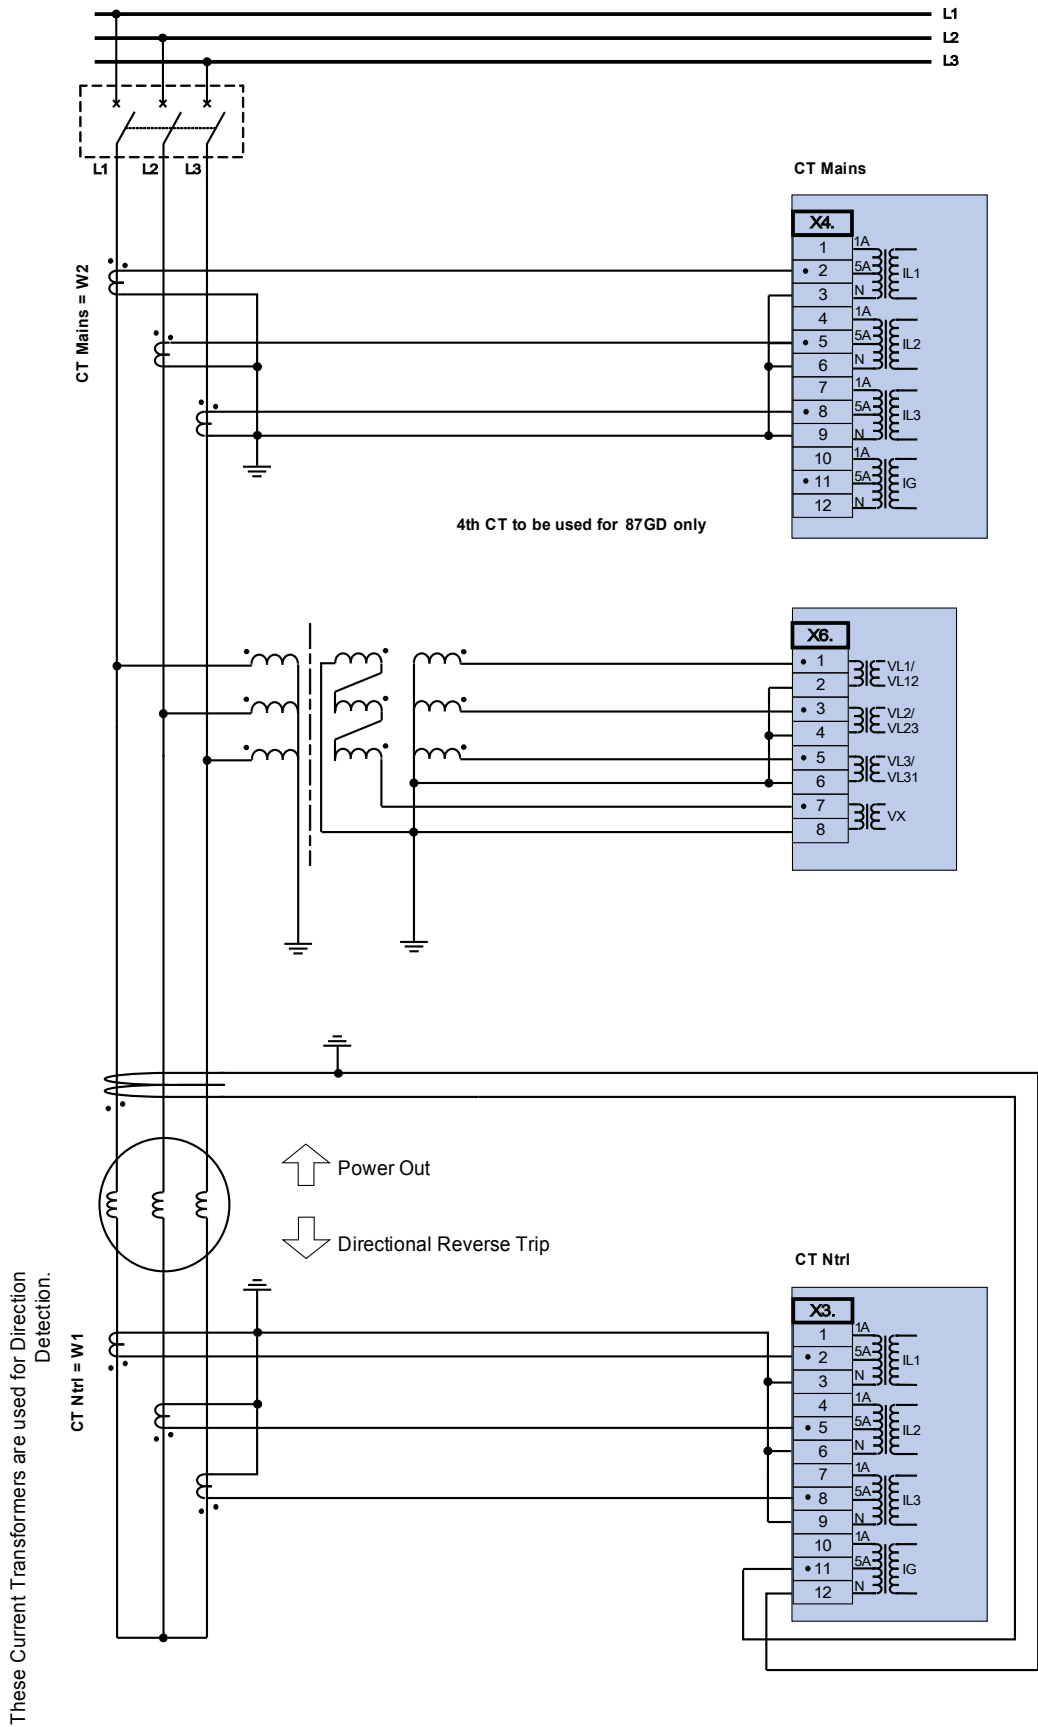 L1
L2
L3
L1 L2 L3
CT Mains
CT Mains = W2
X4.
1 1A
2 5A IL1
3 N
4 1A
5 5A IL2
6 N
7 1A
8 5A IL3
9 N
10 1A
11 5A IG
12 N
4th CT to be used for 87GD only
X6.
1 VL1/
2 VL12
3 VL2/
4 VL23
5 VL3/
6 VL31
7 VX
8
Power Out
Directional Reverse Trip
CT Ntrl
These Current Transformers are used for Direction
Detection.
CT Ntrl = W1
X3.
1 1A
2 5A IL1
3 N
4 1A
5 5A IL2
6 N
7 1A
8 5A IL3
9 N
10 1A
11 5A IG
12 N